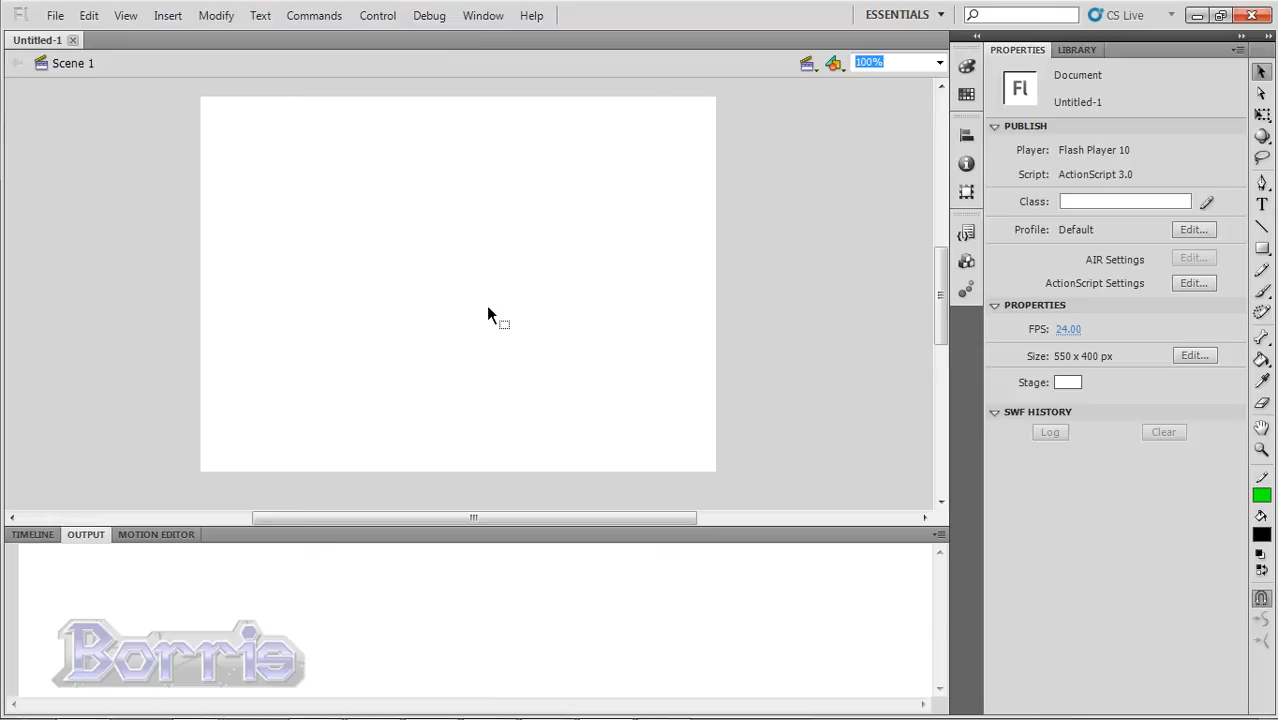 Fl File Edit View Insert Modify Text Commands Control Debug Window Help ESSENTIALS CS Live
Untitled-1
Scene 1 100%
PROPERTIES LIBRARY
Fl Document
Untitled-1
PUBLISH
Player: Flash Player 10
Script: ActionScript 3.0
Class:
Profile: Default Edit...
AIR Settings Edit...
ActionScript Settings Edit...
PROPERTIES
FPS: 24.00
Size: 550 x 400 px Edit...
Stage:
SWF HISTORY
Log Clear
TIMELINE OUTPUT MOTION EDITOR
Borris